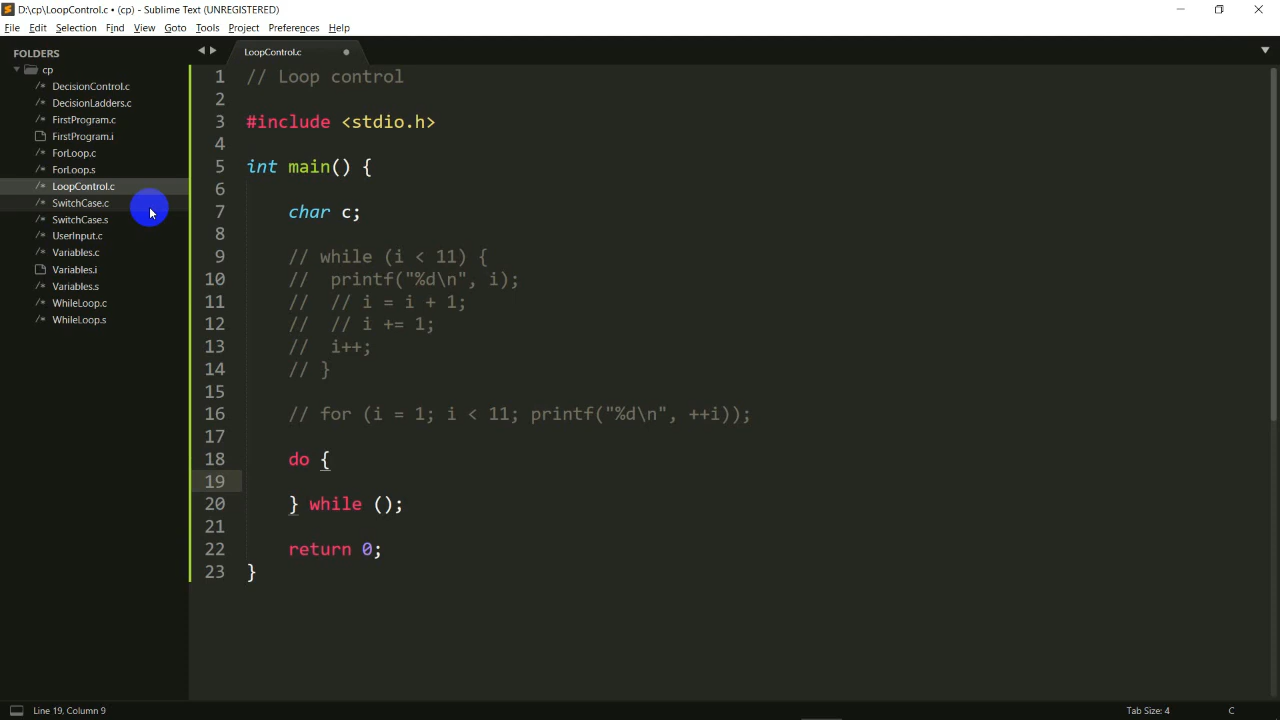 D:\cp\LoopControl.c • (cp) - Sublime Text (UNREGISTERED)
File Edit Selection Find View Goto Tools Project Preferences Help
FOLDERS
cp
/* DecisionControl.c
/* DecisionLadders.c
/* FirstProgram.c
FirstProgram.i
/* ForLoop.c
/* ForLoop.s
/* LoopControl.c
/* SwitchCase.c
/* SwitchCase.s
/* UserInput.c
/* Variables.c
Variables.i
/* Variables.s
/* WhileLoop.c
/* WhileLoop.s
LoopControl.c
1 // Loop control
2
3 #include <stdio.h>
4
5 int main() {
6
7     char c;
8
9     // while (i < 11) {
10     //  printf("%d\n", i);
11     //  // i = i + 1;
12     //  // i += 1;
13     //  i++;
14     // }
15
16     // for (i = 1; i < 11; printf("%d\n", ++i));
17
18     do {
19
20     } while ();
21
22     return 0;
23 }
Line 19, Column 9
Tab Size: 4
C